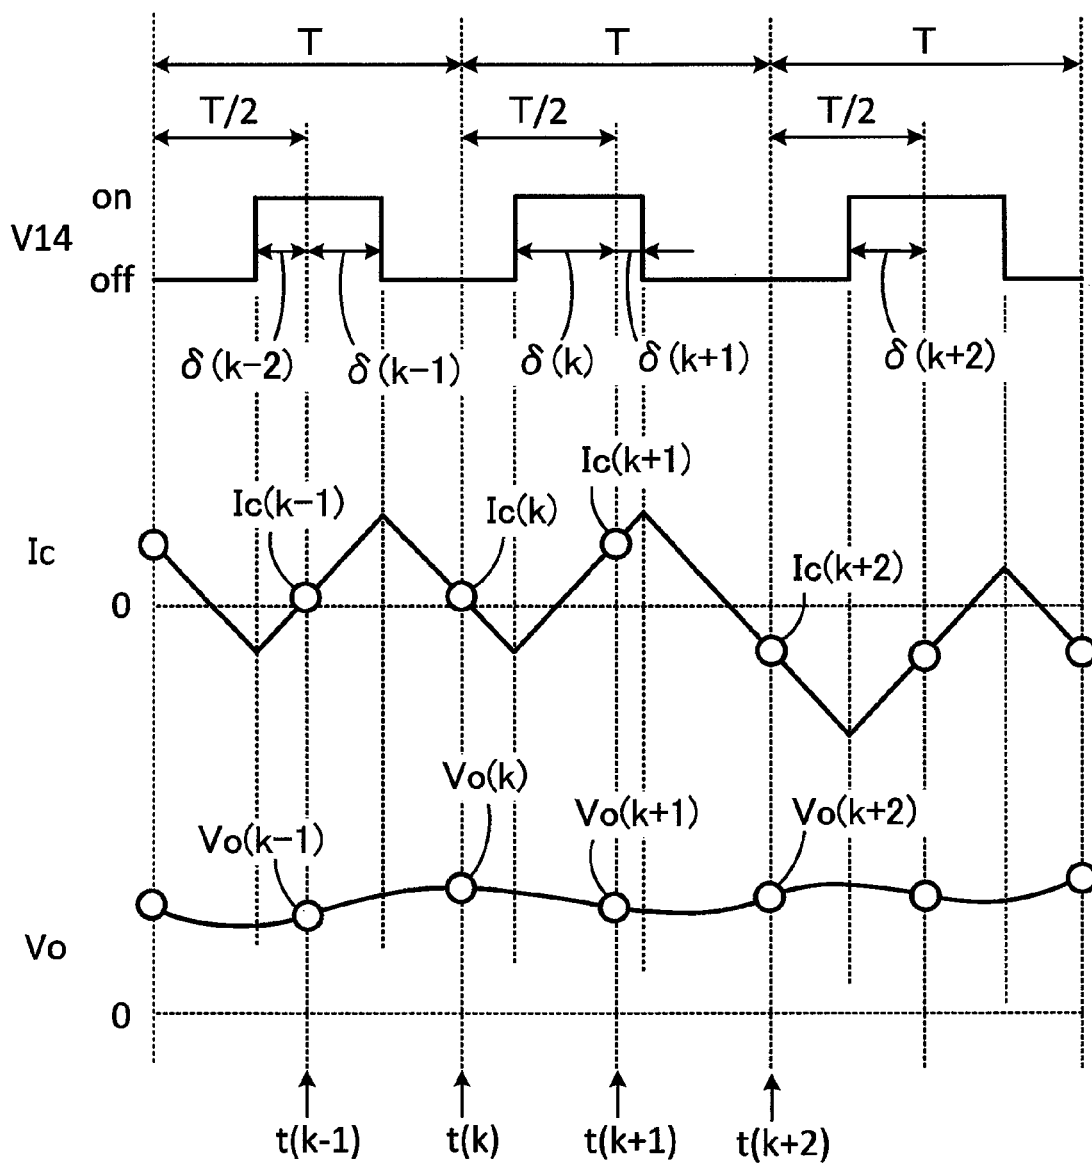 T T T
T/2 T/2 T/2
on
V14
off
δ(k-2) δ(k-1) δ(k) δ(k+1) δ(k+2)
Ic(k+1)
Ic(k-1) Ic(k)
Ic Ic(k+2)
0
Vo(k)
Vo(k-1) Vo(k+1) Vo(k+2)
Vo
0
t(k-1) t(k) t(k+1) t(k+2)